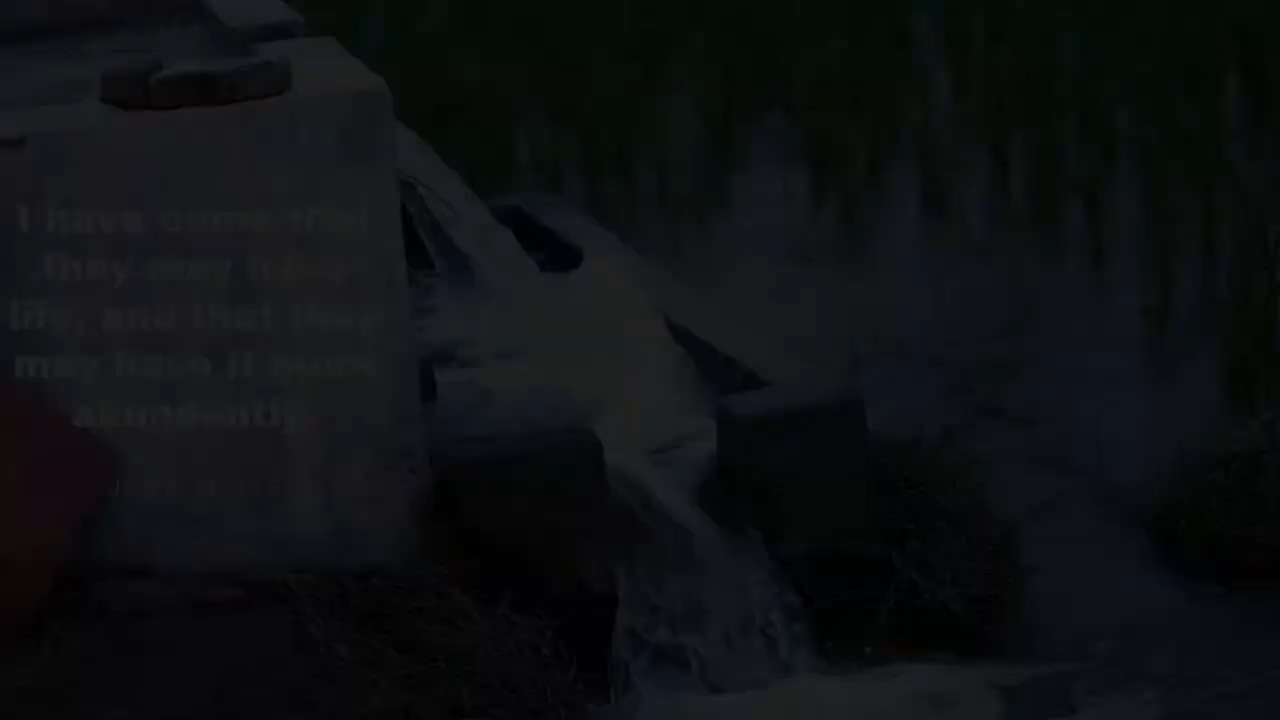 I have come that
they may have
life, and that they
may have it more
abundantly